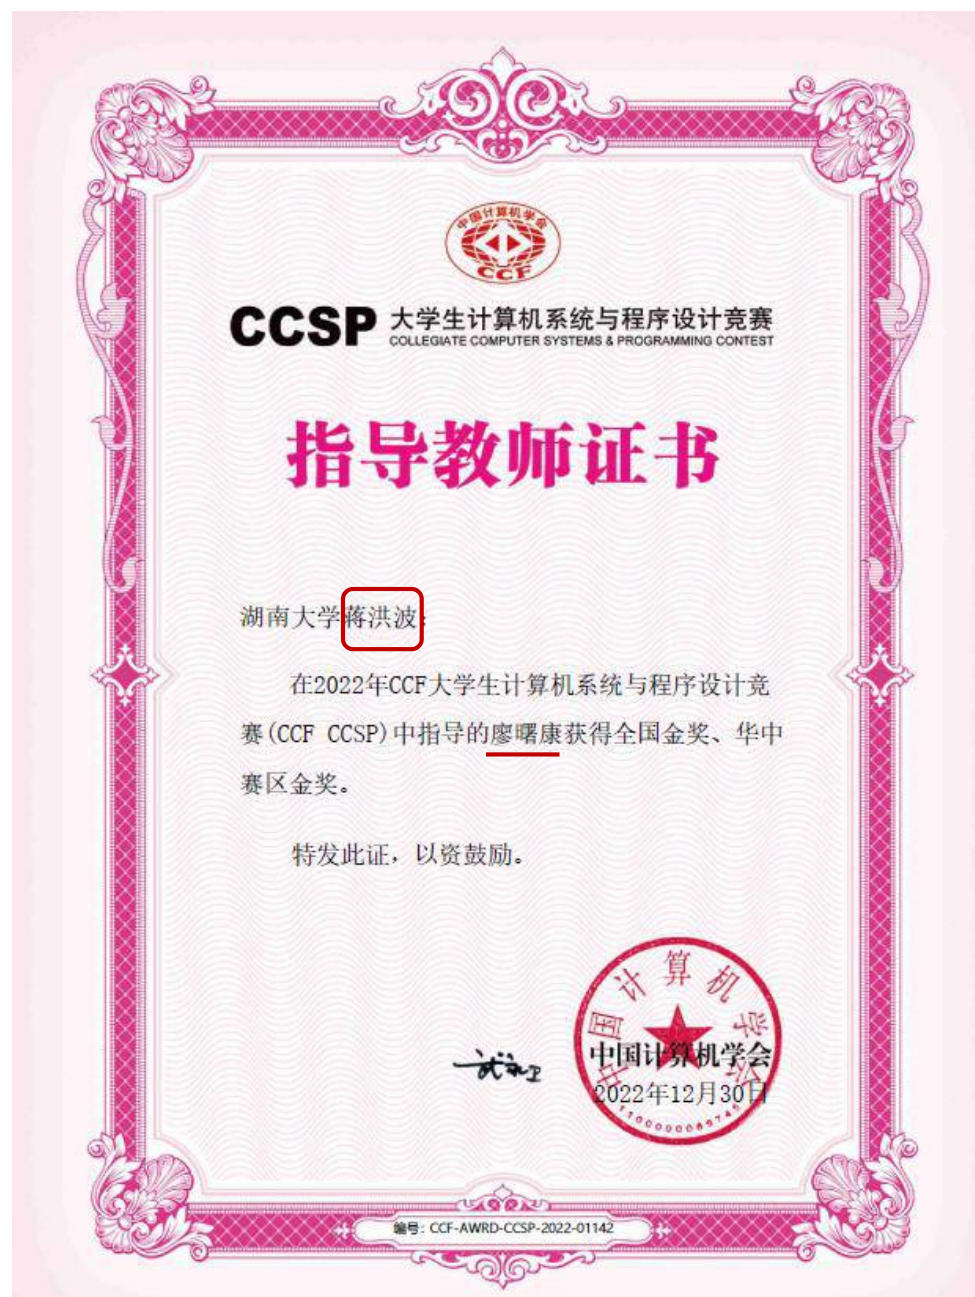 中国计算机学会
CCF
CCSP 大学生计算机系统与程序设计竞赛
COLLEGIATE COMPUTER SYSTEMS & PROGRAMMING CONTEST
指导教师证书
湖南大学蒋洪波:
在2022年CCF大学生计算机系统与程序设计竞
赛(CCF CCSP)中指导的廖曙康获得全国金奖、华中
赛区金奖。
特发此证，以资鼓励。
中国计算机学会
中国计算机学会
2022年12月30日
编号: CCF-AWRD-CCSP-2022-01142